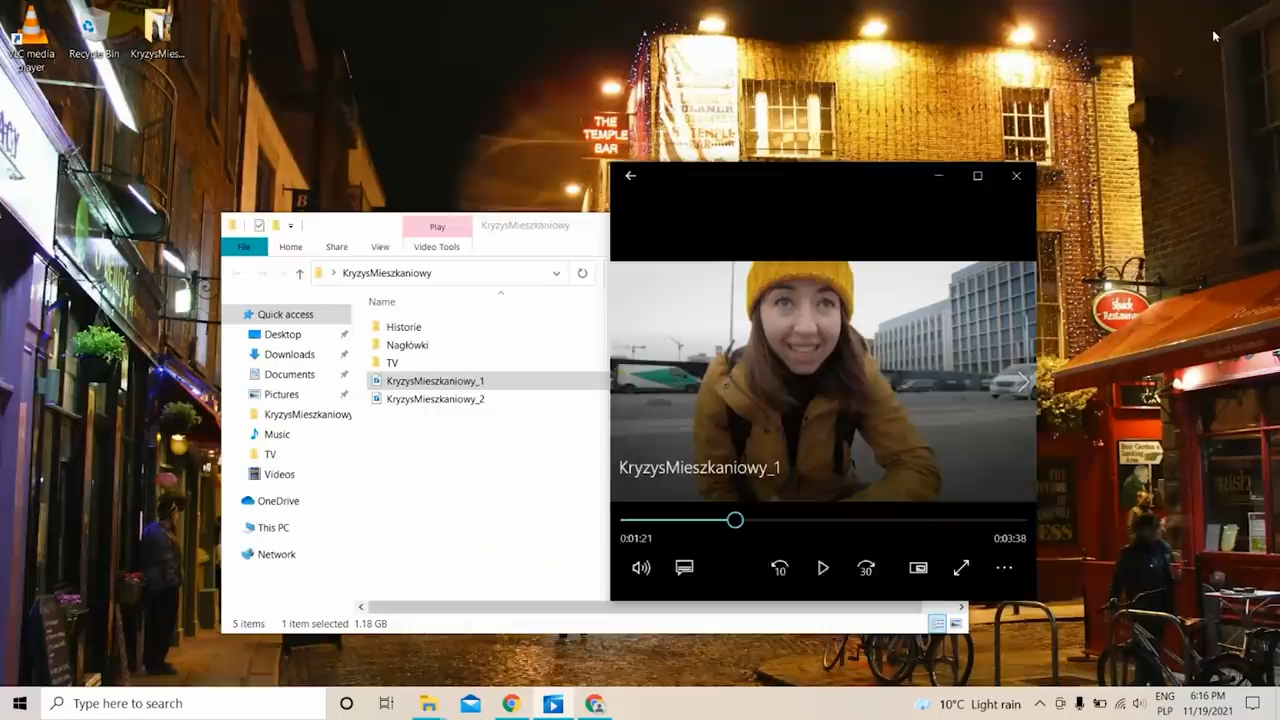 VLC media
player
Recycle Bin
KryzysMies...
THE
TEMPLE
BAR
Shack
Restaurant
Play
KryzysMieszkaniowy
File
Home
Share
View
Video Tools
KryzysMieszkaniowy
Name
Quick access
Desktop
Downloads
Documents
Pictures
KryzysMieszkaniowy
Music
TV
Videos
OneDrive
This PC
Network
Historie
Nagłówki
TV
KryzysMieszkaniowy_1
KryzysMieszkaniowy_2
5 items
1 item selected 1.18 GB
KryzysMieszkaniowy_1
0:01:21
0:03:38
10
30
Type here to search
10°C Light rain
ENG
PLP
6:16 PM
11/19/2021